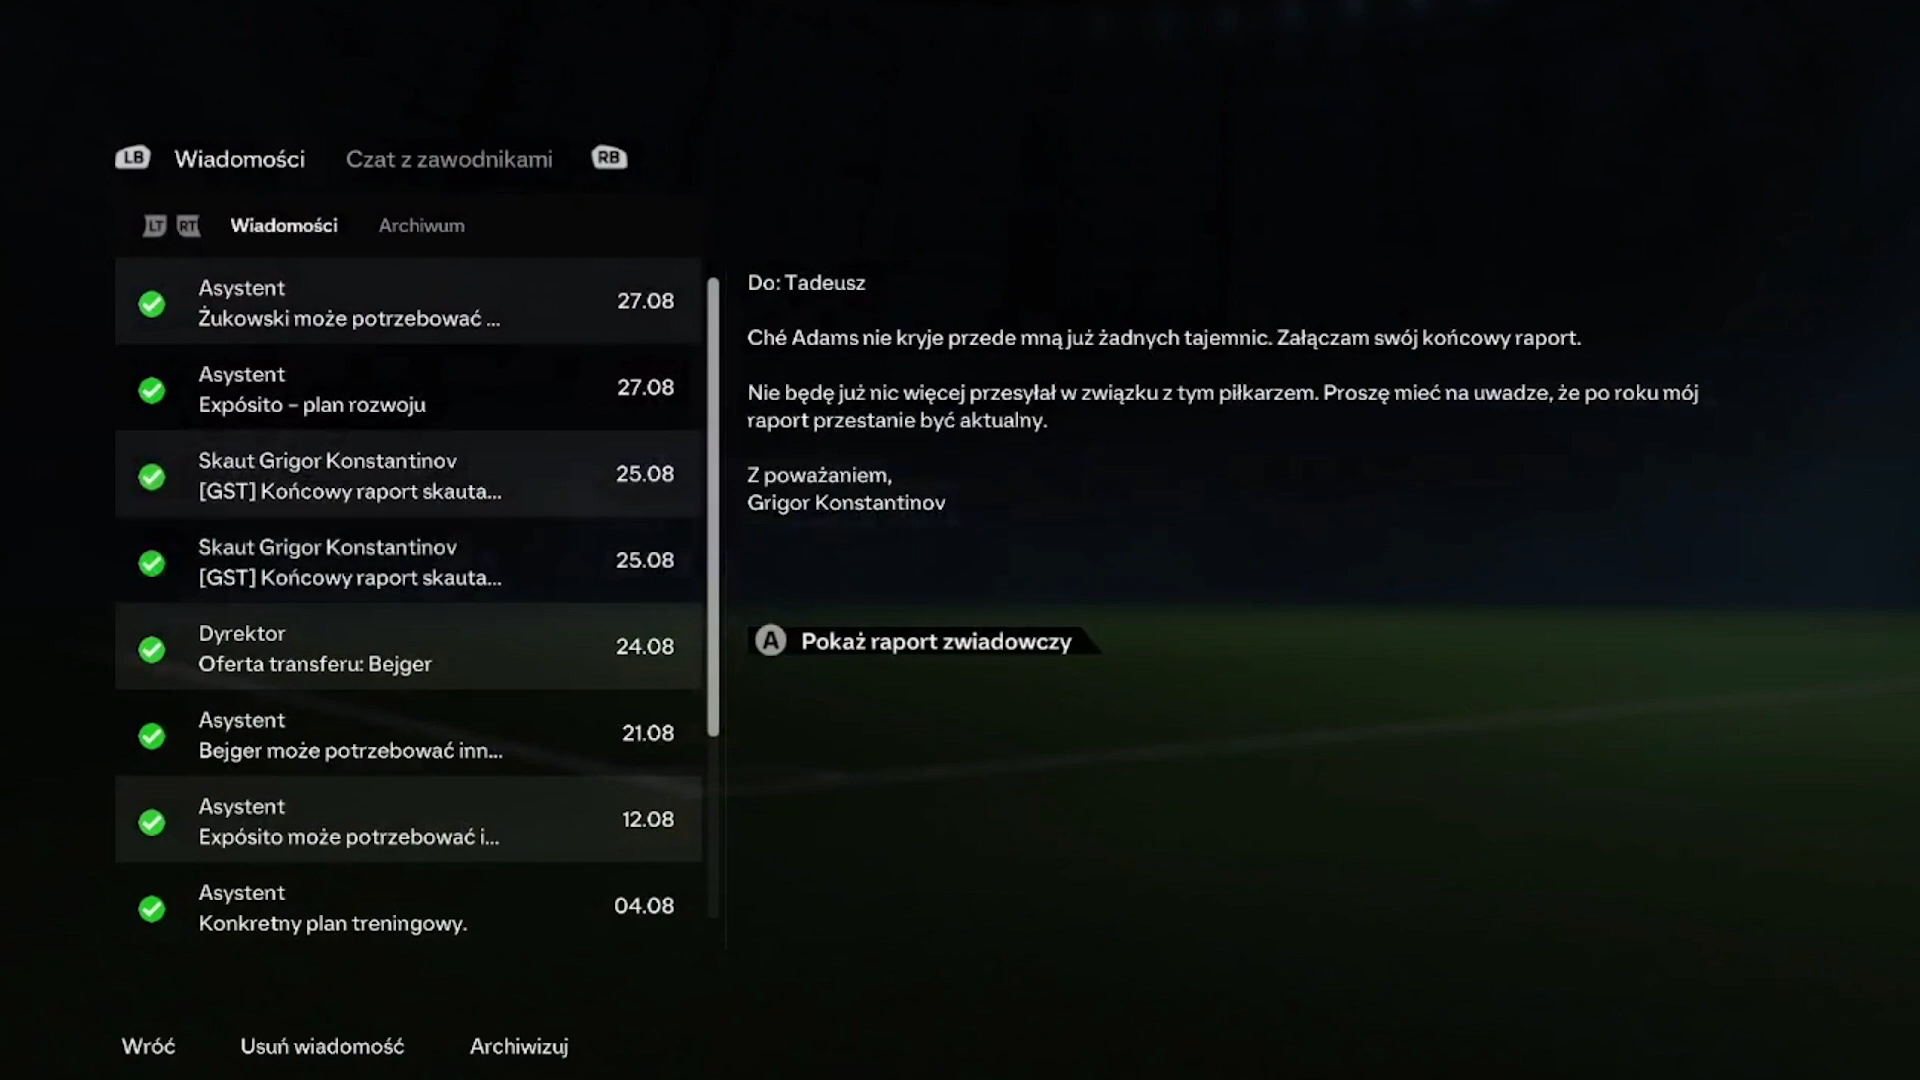 LB Wiadomości Czat z zawodnikami RB
LT RT Wiadomości Archiwum
Asystent
Żukowski może potrzebować ...
27.08
Asystent
Expósito – plan rozwoju
27.08
Skaut Grigor Konstantinov
[GST] Końcowy raport skauta...
25.08
Skaut Grigor Konstantinov
[GST] Końcowy raport skauta...
25.08
Dyrektor
Oferta transferu: Bejger
24.08
Asystent
Bejger może potrzebować inn...
21.08
Asystent
Expósito może potrzebować i...
12.08
Asystent
Konkretny plan treningowy.
04.08
Do: Tadeusz
Ché Adams nie kryje przede mną już żadnych tajemnic. Załączam swój końcowy raport.
Nie będę już nic więcej przesyłał w związku z tym piłkarzem. Proszę mieć na uwadze, że po roku mój
raport przestanie być aktualny.
Z poważaniem,
Grigor Konstantinov
A Pokaż raport zwiadowczy
Wróć Usuń wiadomość Archiwizuj